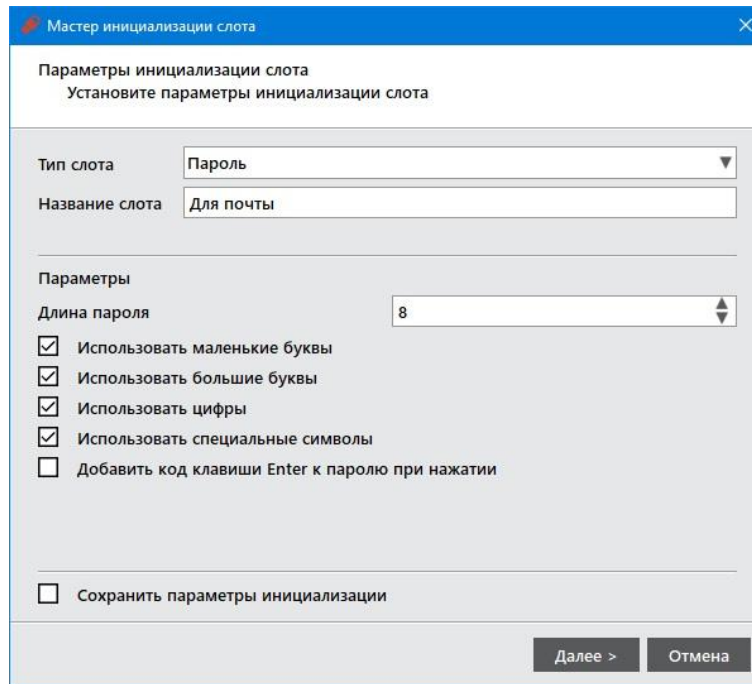 Мастер инициализации слота
Параметры инициализации слота
Установите параметры инициализации слота
Тип слота Пароль
Название слота Для почты
Параметры
Длина пароля 8
Использовать маленькие буквы
Использовать большие буквы
Использовать цифры
Использовать специальные символы
Добавить код клавиши Enter к паролю при нажатии
Сохранить параметры инициализации
Далее > Отмена